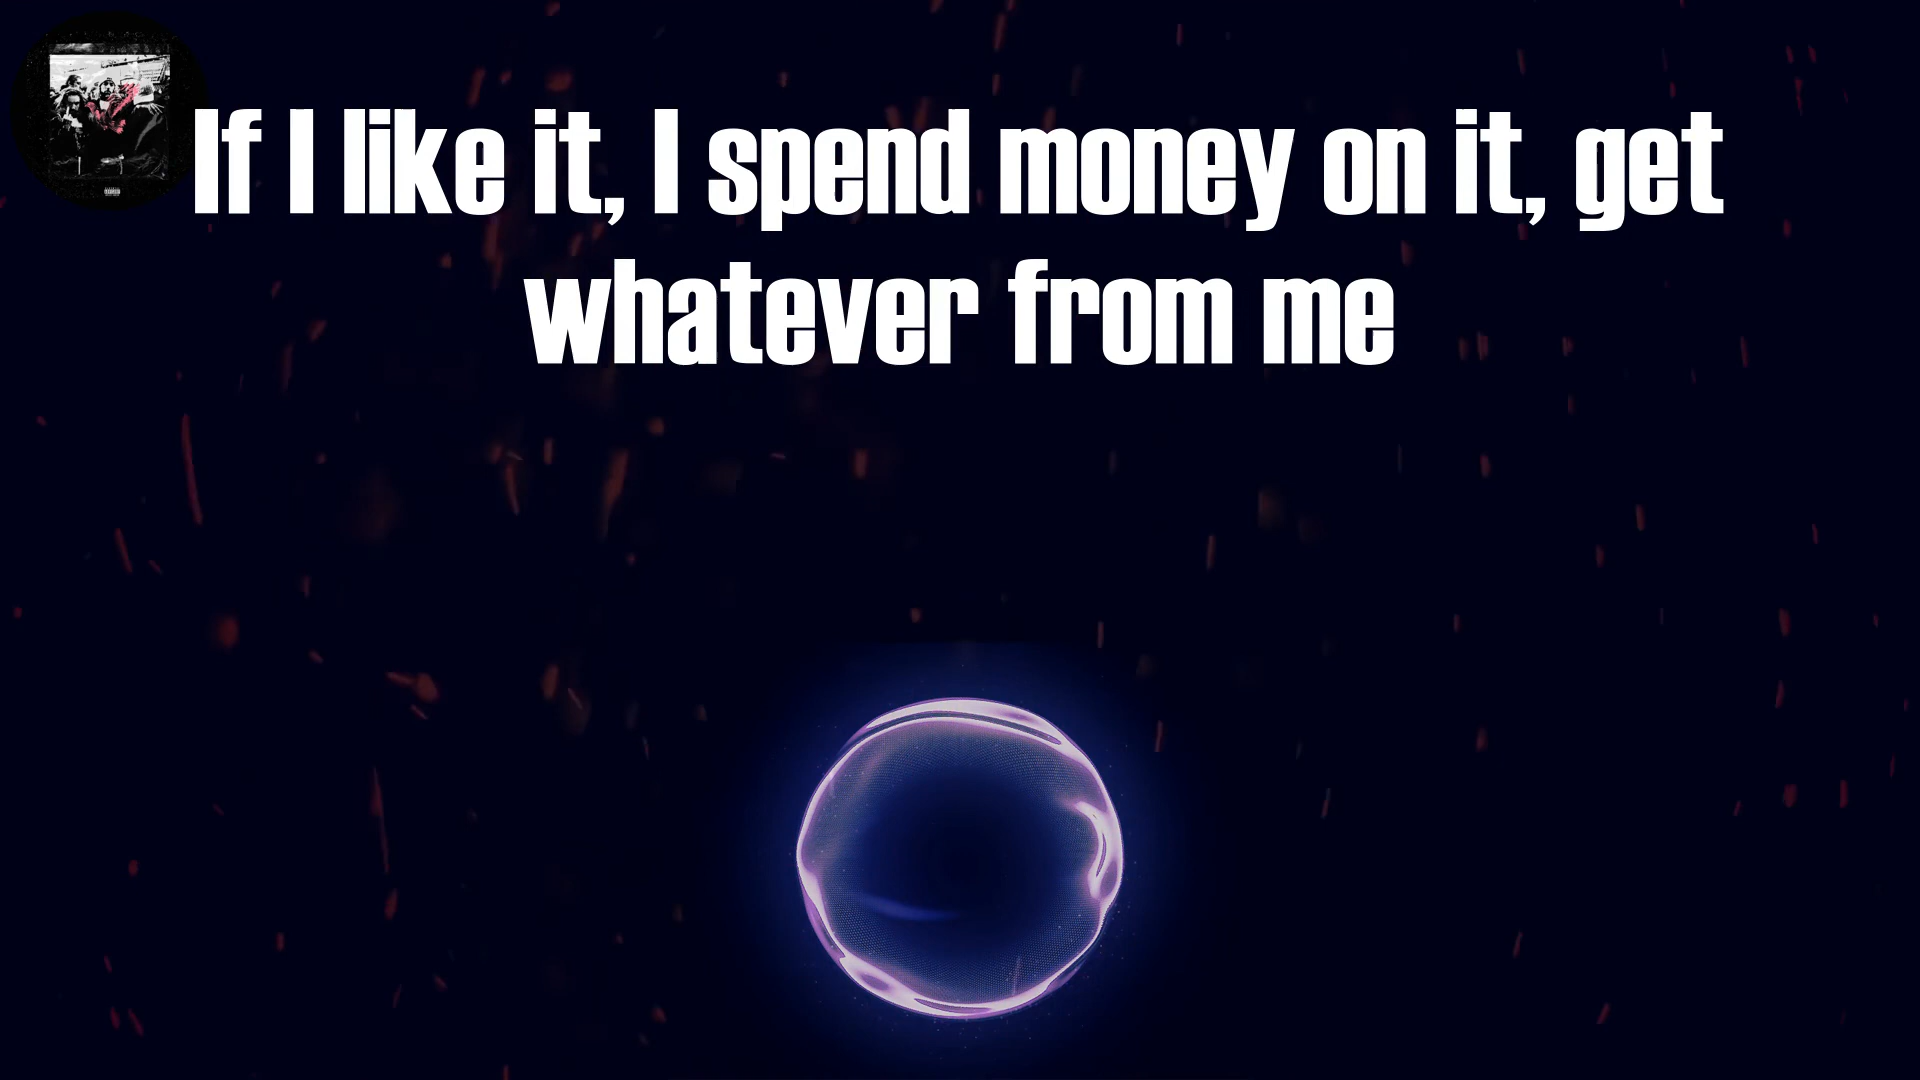 If I like it, I spend money on it, get
whatever from me